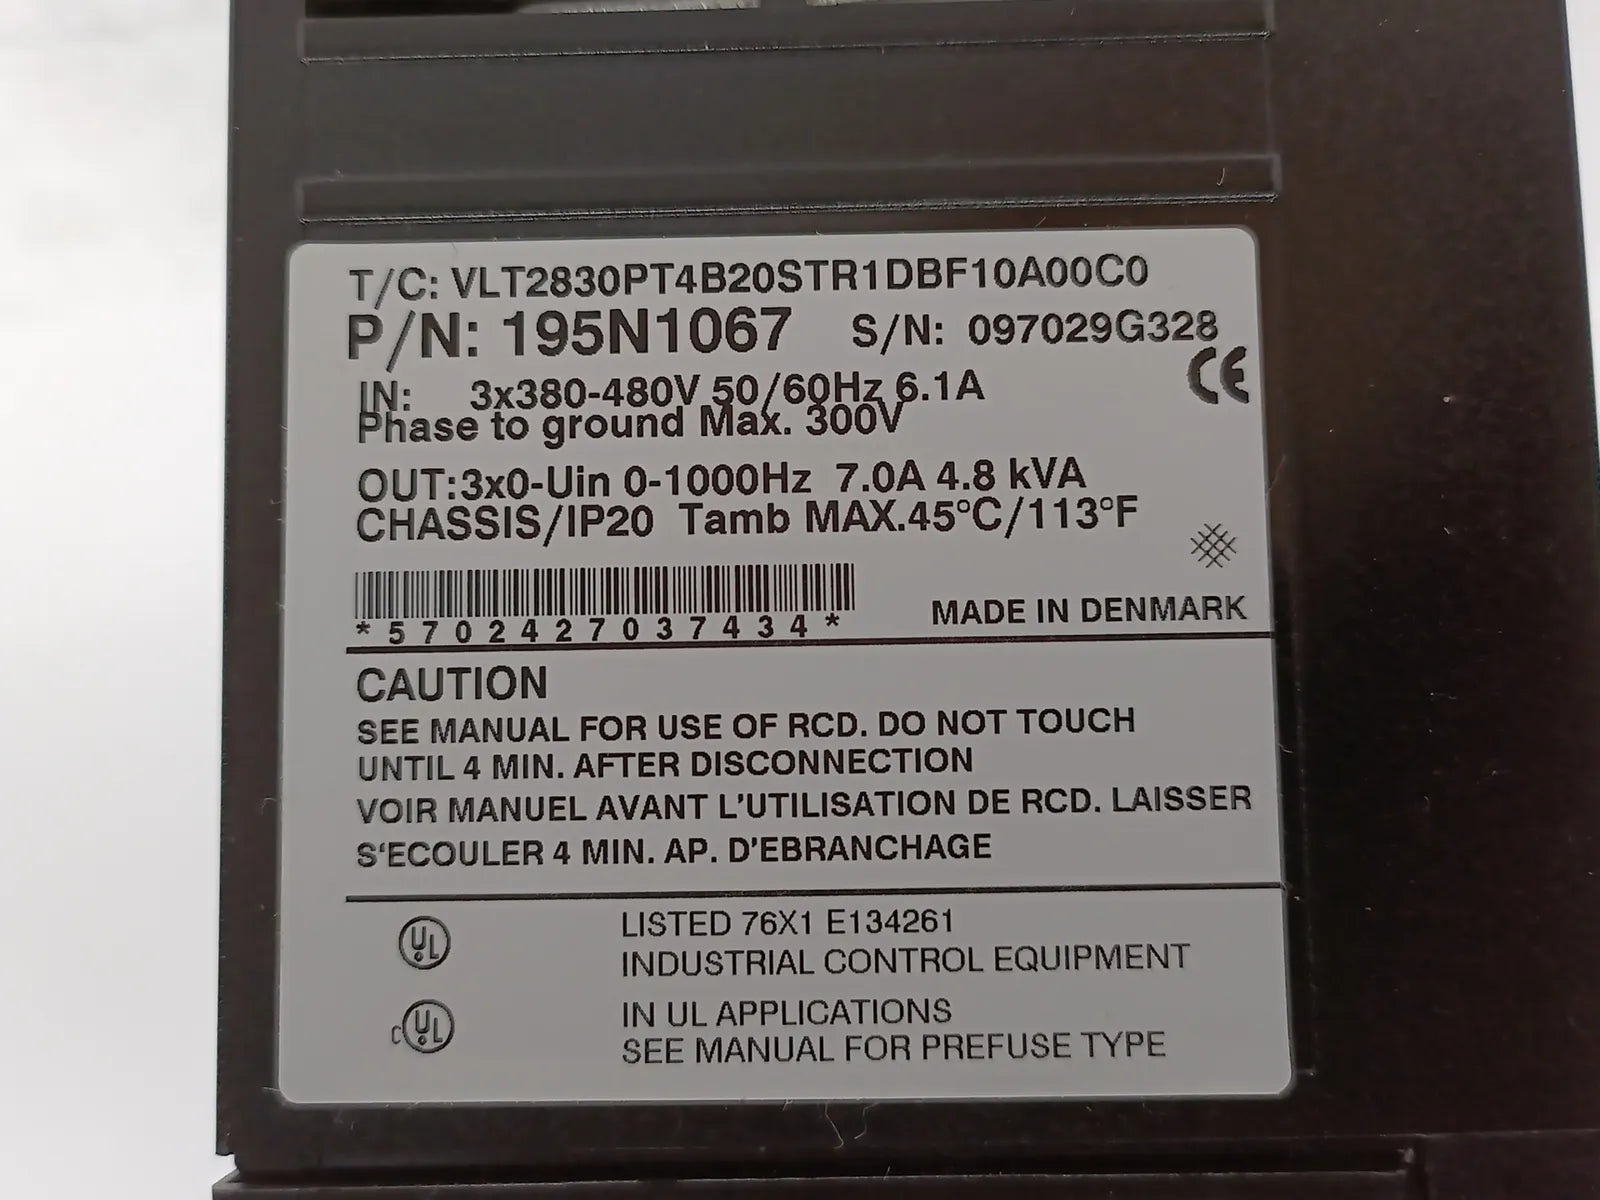 T/C: VLT2830PT4B20STR1DBF10A00C0
P/N: 195N1067 S/N: 097029G328
CE
IN: 3x380-480V 50/60Hz 6.1A
Phase to ground Max. 300V
OUT:3x0-Uin 0-1000Hz 7.0A 4.8 kVA
CHASSIS/IP20 Tamb MAX.45°C/113°F
*5702427037434*
MADE IN DENMARK
CAUTION
SEE MANUAL FOR USE OF RCD. DO NOT TOUCH
UNTIL 4 MIN. AFTER DISCONNECTION
VOIR MANUEL AVANT L'UTILISATION DE RCD. LAISSER
S'ECOULER 4 MIN. AP. D'EBRANCHAGE
UL LISTED 76X1 E134261
INDUSTRIAL CONTROL EQUIPMENT
c UL IN UL APPLICATIONS
SEE MANUAL FOR PREFUSE TYPE